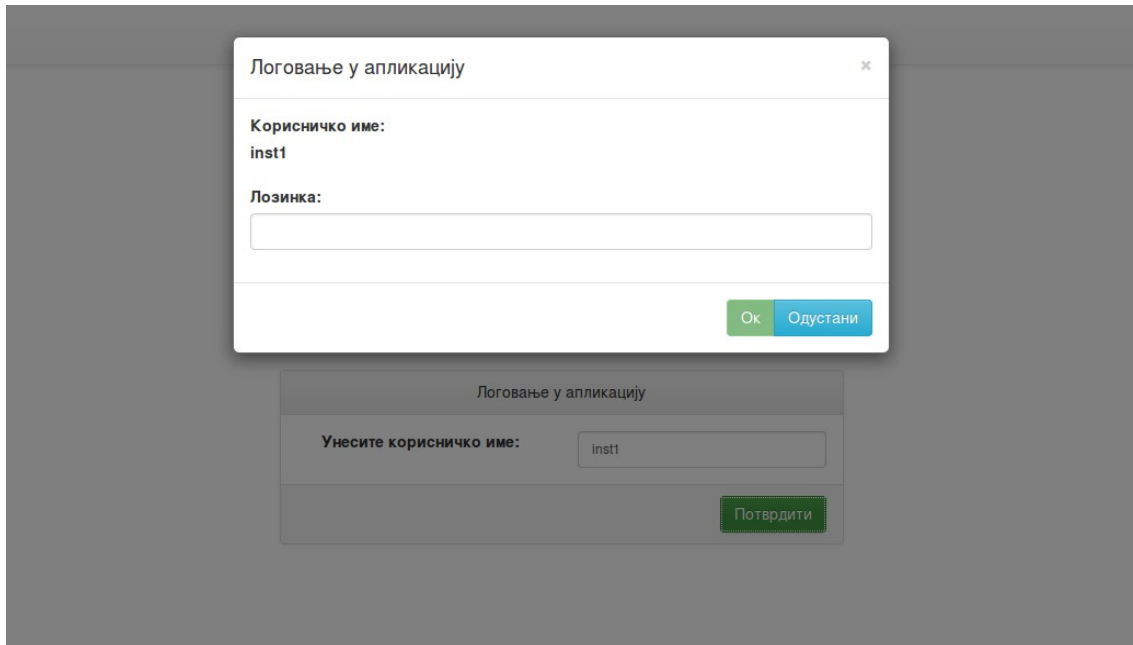 Логовање у апликацију ×
Корисничко име:
inst1
Лозинка:
Ок Одустани
Логовање у апликацију
Унесите корисничко име: inst1
Потврдити